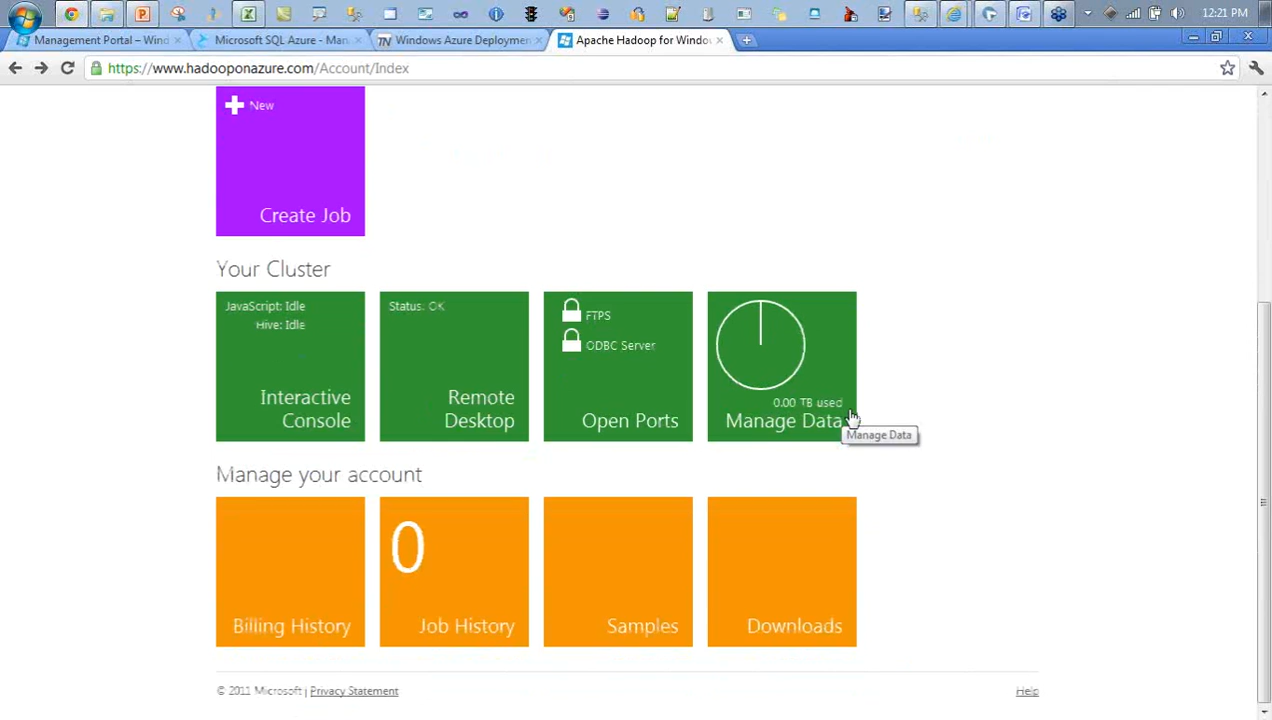 12:21 PM
Management Portal – Wind
Microsoft SQL Azure - Man
Windows Azure Deploymen
Apache Hadoop for Windo
https://www.hadooponazure.com/Account/Index
New
Create Job
Your Cluster
JavaScript: Idle
Hive: Idle
Interactive
Console
Status: OK
Remote
Desktop
FTPS
ODBC Server
Open Ports
0.00 TB used
Manage Data
Manage Data
Manage your account
Billing History
0
Job History
Samples
Downloads
© 2011 Microsoft | Privacy Statement
Help